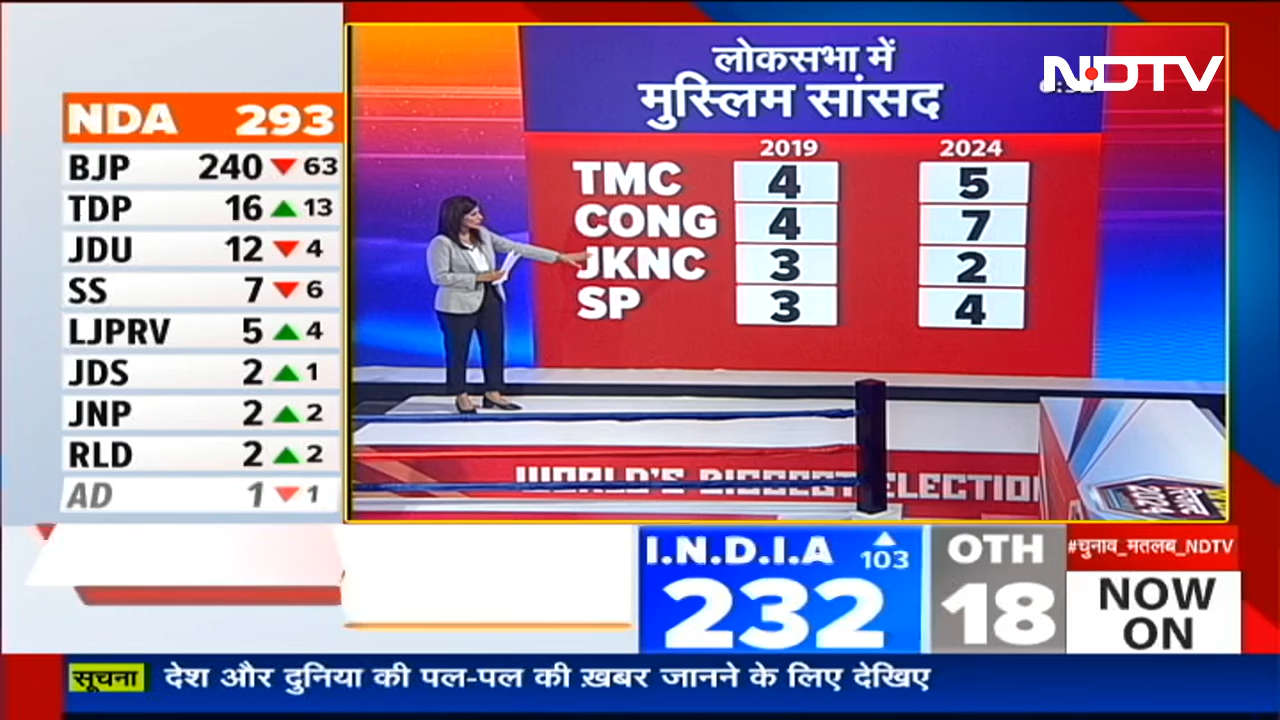 NDA 293
BJP 240 ▼ 63
TDP 16 ▲ 13
JDU 12 ▼ 4
SS 7 ▼ 6
LJPRV 5 ▲ 4
JDS 2 ▲ 1
JNP 2 ▲ 2
RLD 2 ▲ 2
AD 1 ▼ 1
लोकसभा में
मुस्लिम सांसद
NDTV
2019 2024
TMC 4 5
CONG 4 7
JKNC 3 2
SP 3 4
WORLD'S BIGGEST ELECTION
I.N.D.I.A ▲ 103
232
OTH
18
#चुनाव_मतलब_NDTV
NOW
ON
सूचना देश और दुनिया की पल-पल की ख़बर जानने के लिए देखिए